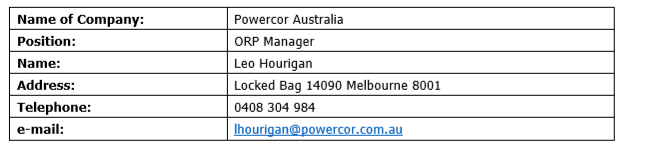 Name of Company: Powercor Australia
Position: ORP Manager
Name: Leo Hourigan
Address: Locked Bag 14090 Melbourne 8001
Telephone: 0408 304 984
e-mail: lhourigan@powercor.com.au